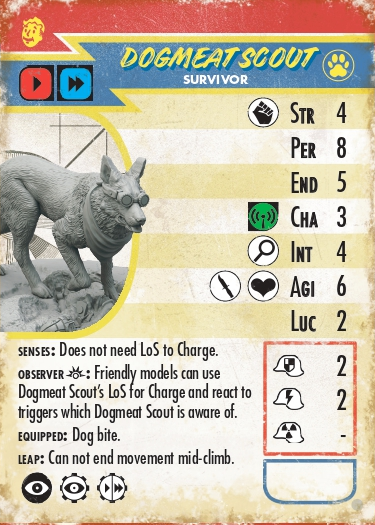 DOGMEAT SCOUT
SURVIVOR
STR 4
PER 8
END 5
CHA 3
INT 4
AGI 6
LUC 2
SENSES: Does not need LoS to Charge.
OBSERVER : Friendly models can use
Dogmeat Scout's LoS for Charge and react to
triggers which Dogmeat Scout is aware of.
EQUIPPED: Dog bite.
LEAP: Can not end movement mid-climb.
2
2
-